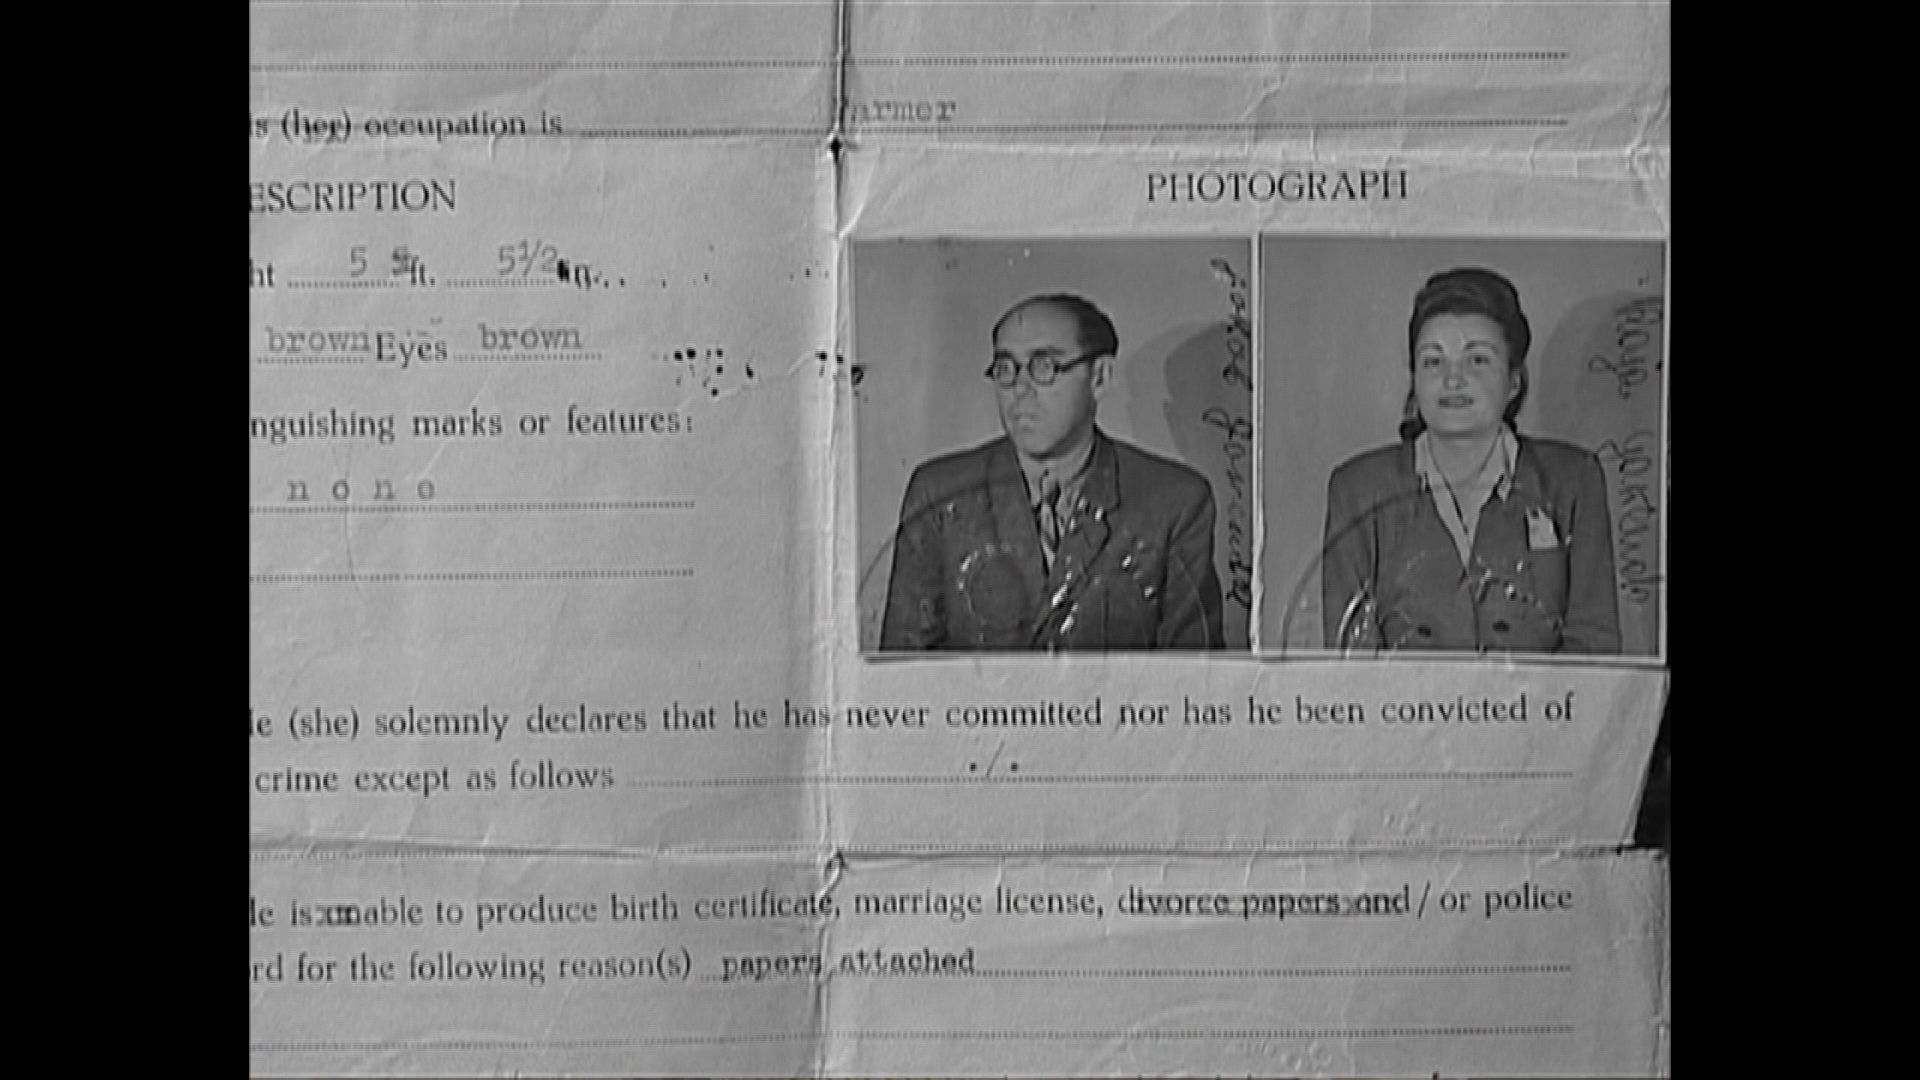 s (her) occupation is farmer
ESCRIPTION
PHOTOGRAPH
ht 5 ft. 5½ in.
brown Eyes brown
nguishing marks or features:
n o n e
le (she) solemnly declares that he has never committed nor has he been convicted of
crime except as follows ./.
le is unable to produce birth certificate, marriage license, divorce papers and / or police
rd for the following reason(s) papers attached